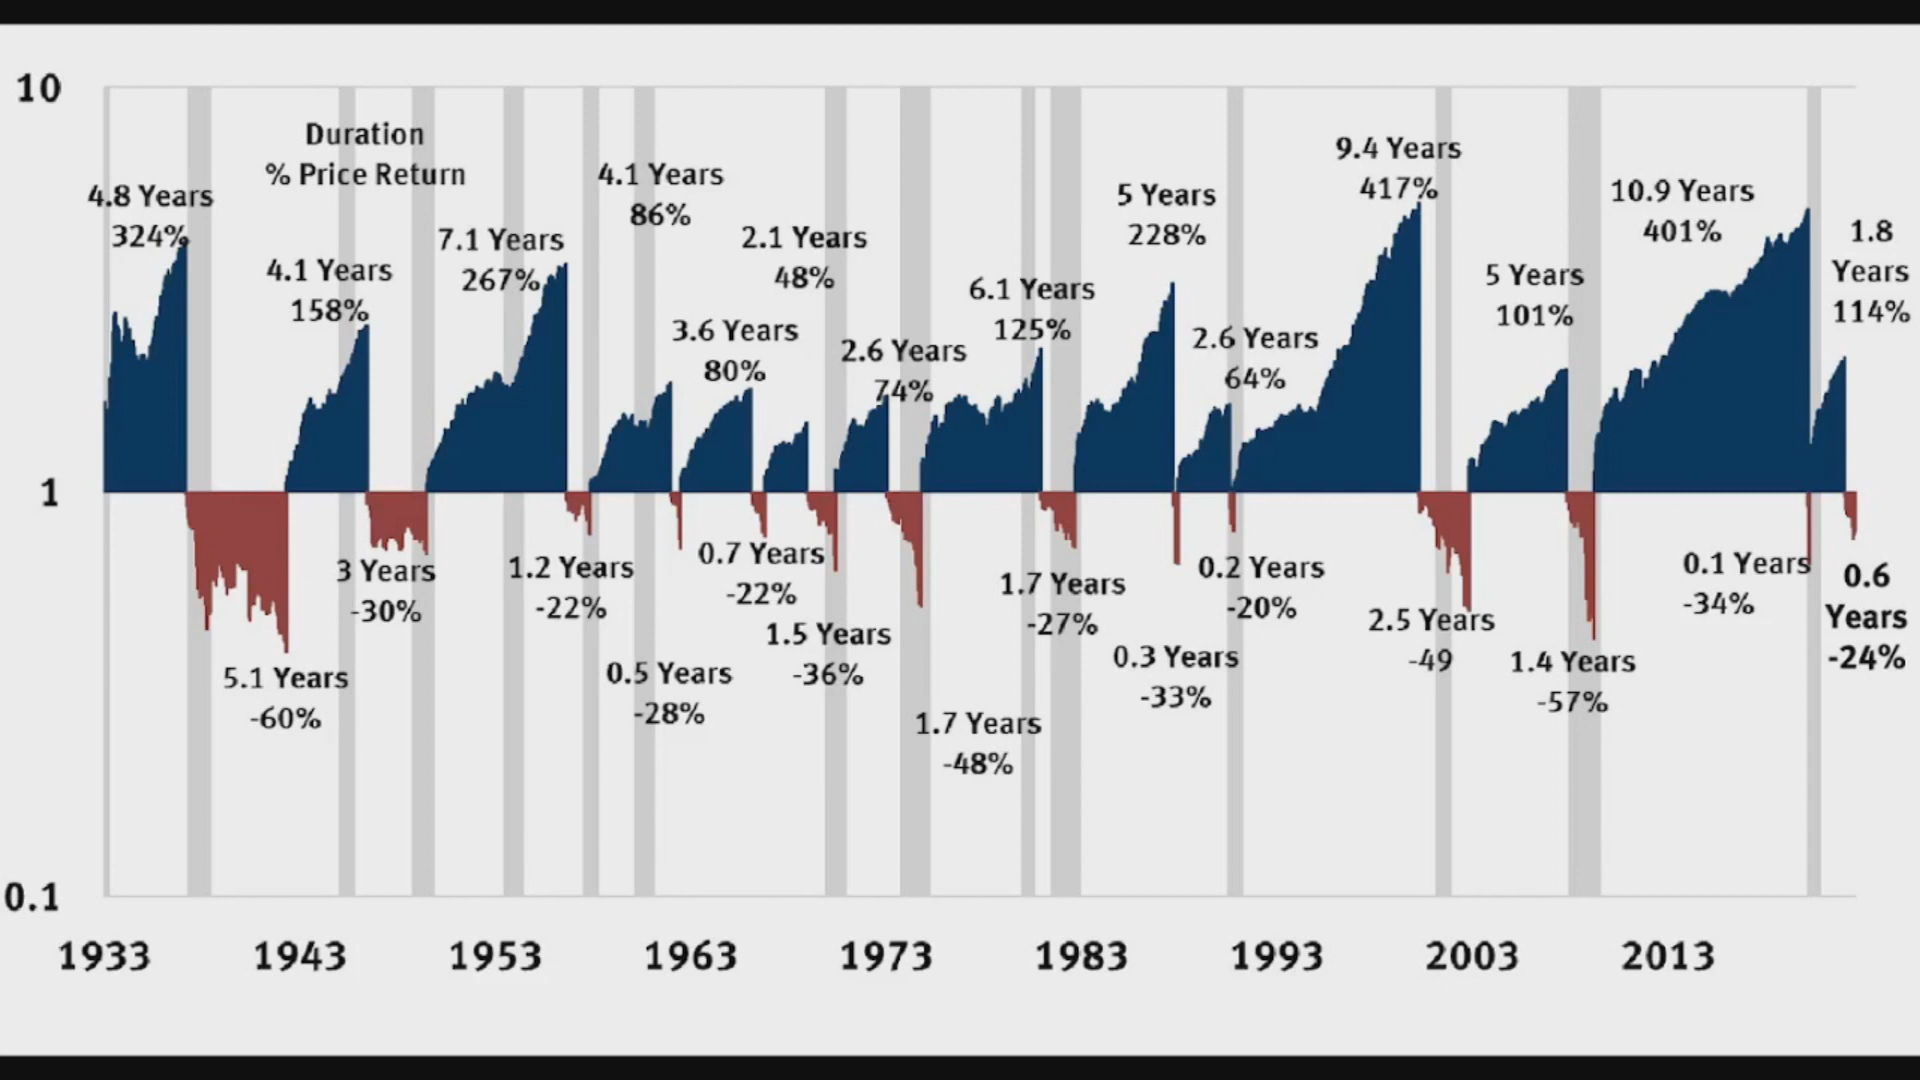 10
Duration
% Price Return
4.8 Years
324%
4.1 Years
158%
7.1 Years
267%
4.1 Years
86%
3.6 Years
80%
2.1 Years
48%
2.6 Years
74%
6.1 Years
125%
5 Years
228%
2.6 Years
64%
9.4 Years
417%
5 Years
101%
10.9 Years
401%
1.8
Years
114%
1
5.1 Years
-60%
3 Years
-30%
1.2 Years
-22%
0.5 Years
-28%
0.7 Years
-22%
1.5 Years
-36%
1.7 Years
-48%
1.7 Years
-27%
0.3 Years
-33%
0.2 Years
-20%
2.5 Years
-49
1.4 Years
-57%
0.1 Years
-34%
0.6
Years
-24%
0.1
1933
1943
1953
1963
1973
1983
1993
2003
2013